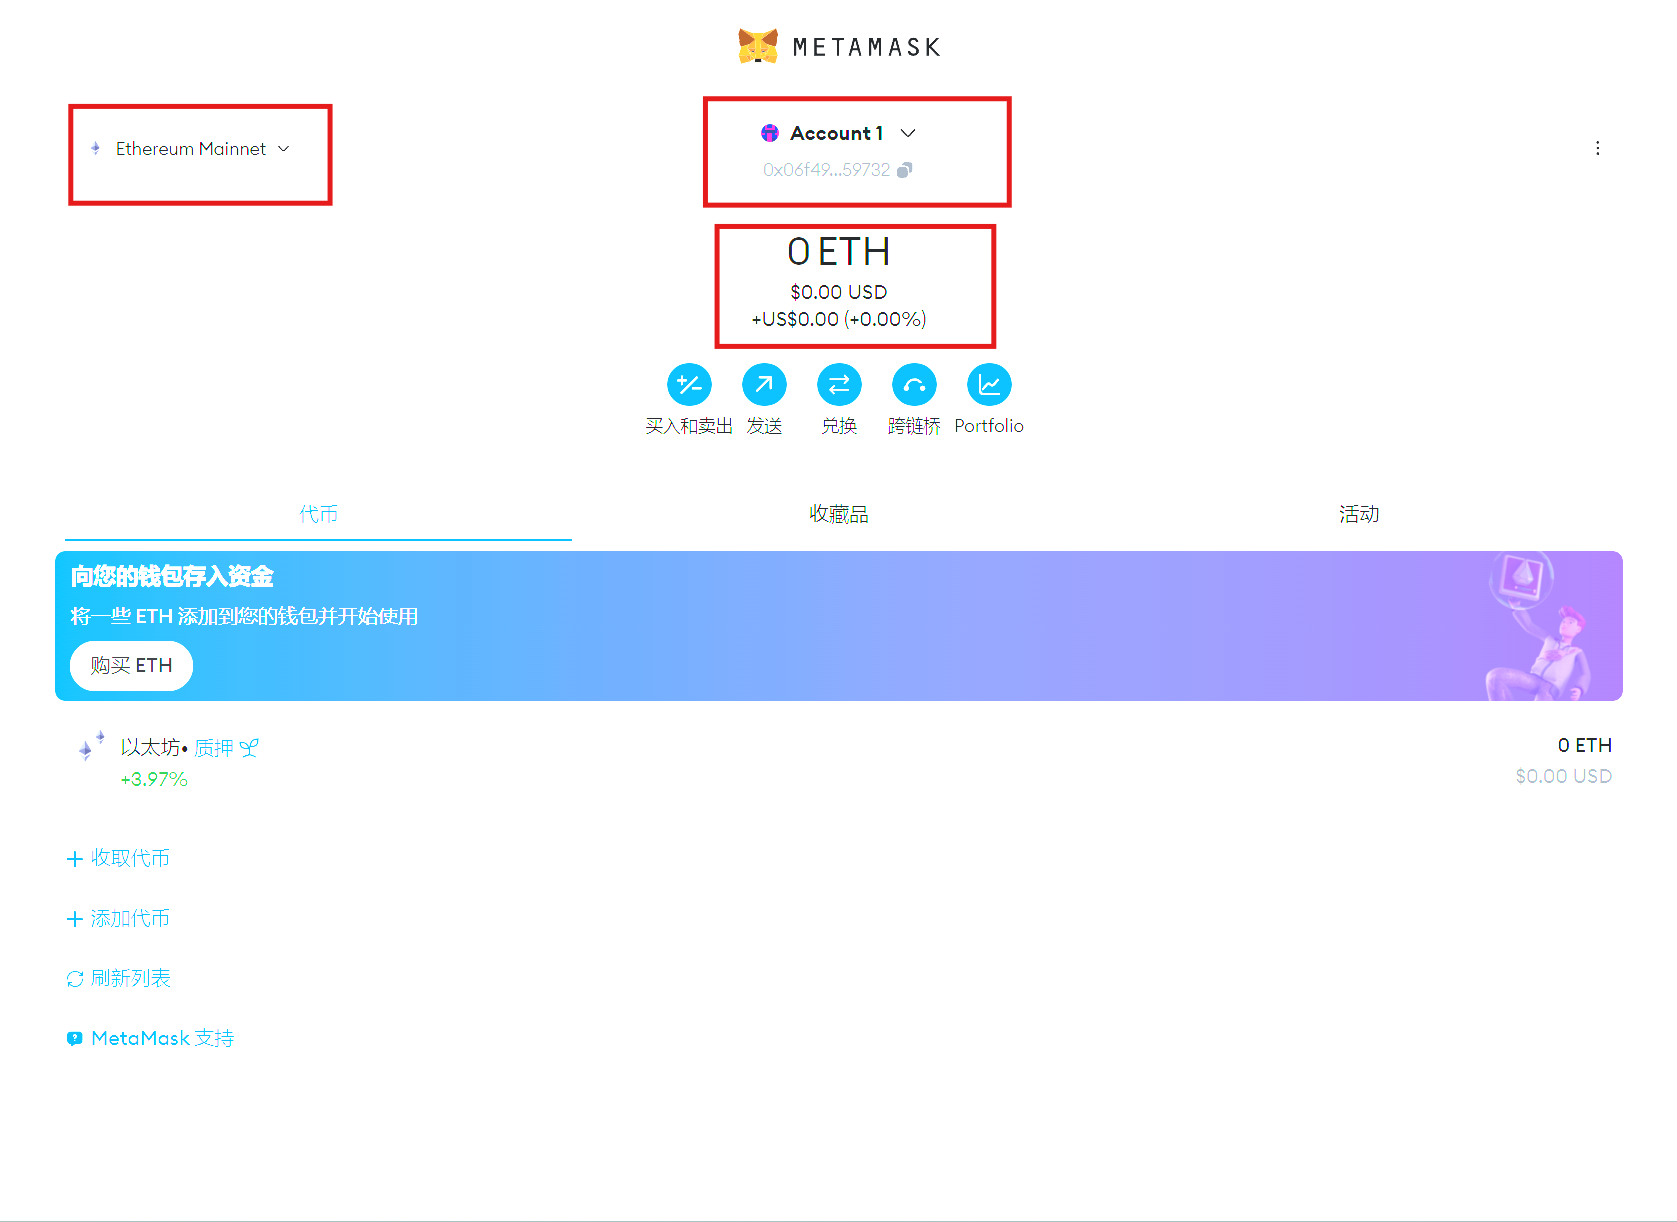 METAMASK
Ethereum Mainnet
Account 1
0x06f49...59732
0 ETH
$0.00 USD
+US$0.00 (+0.00%)
买入和卖出
发送
兑换
跨链桥
Portfolio
代币
收藏品
活动
向您的钱包存入资金
将一些 ETH 添加到您的钱包并开始使用
购买 ETH
以太坊• 质押
0 ETH
+3.97%
$0.00 USD
+ 收取代币
+ 添加代币
刷新列表
MetaMask 支持